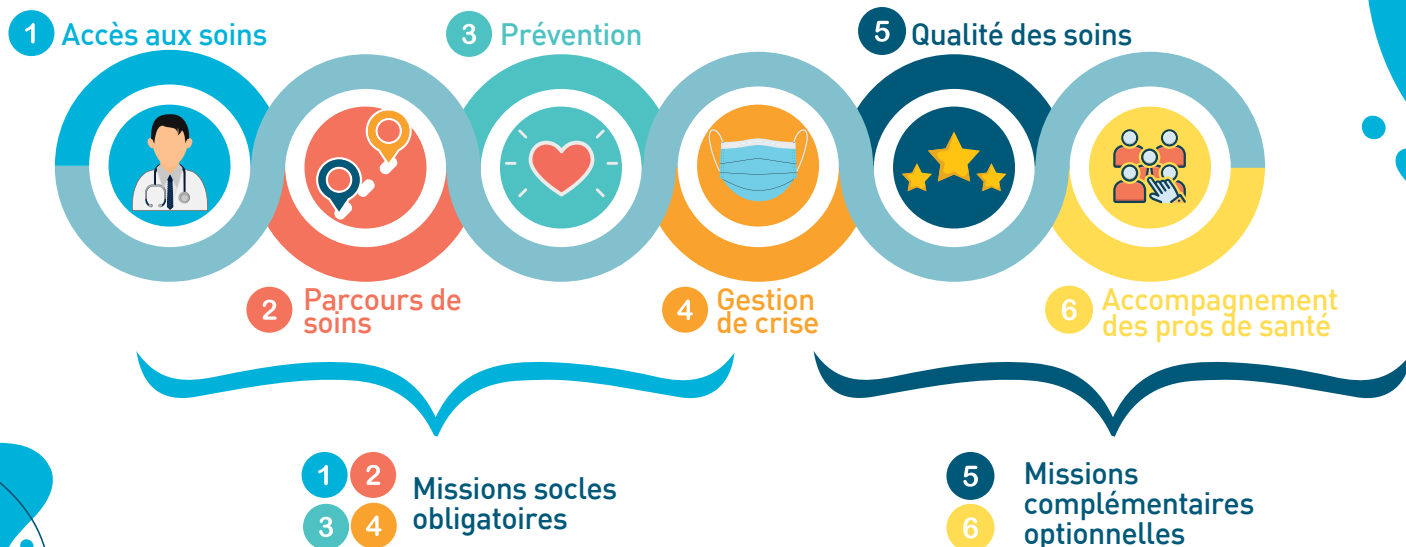 1 Accès aux soins
3 Prévention
5 Qualité des soins
2 Parcours de
soins
4 Gestion
de crise
6 Accompagnement
des pros de santé
1 2
3 4
Missions socles
obligatoires
5
6
Missions
complémentaires
optionnelles